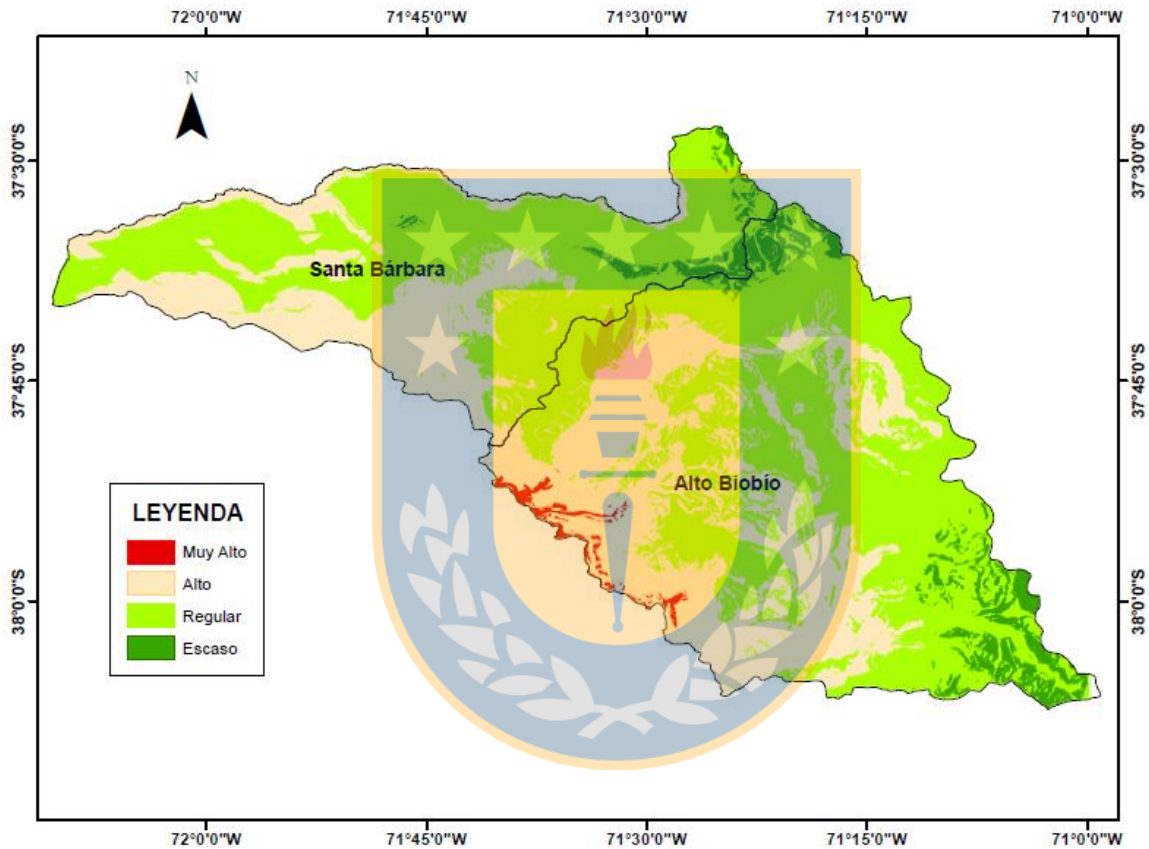 72°0'0"W 71°45'0"W 71°30'0"W 71°15'0"W 71°0'0"W
N
37°30'0"S 37°30'0"S
Santa Bárbara
37°45'0"S 37°45'0"S
Alto Biobío
LEYENDA
Muy Alto
Alto
Regular
Escaso
38°0'0"S 38°0'0"S
72°0'0"W 71°45'0"W 71°30'0"W 71°15'0"W 71°0'0"W